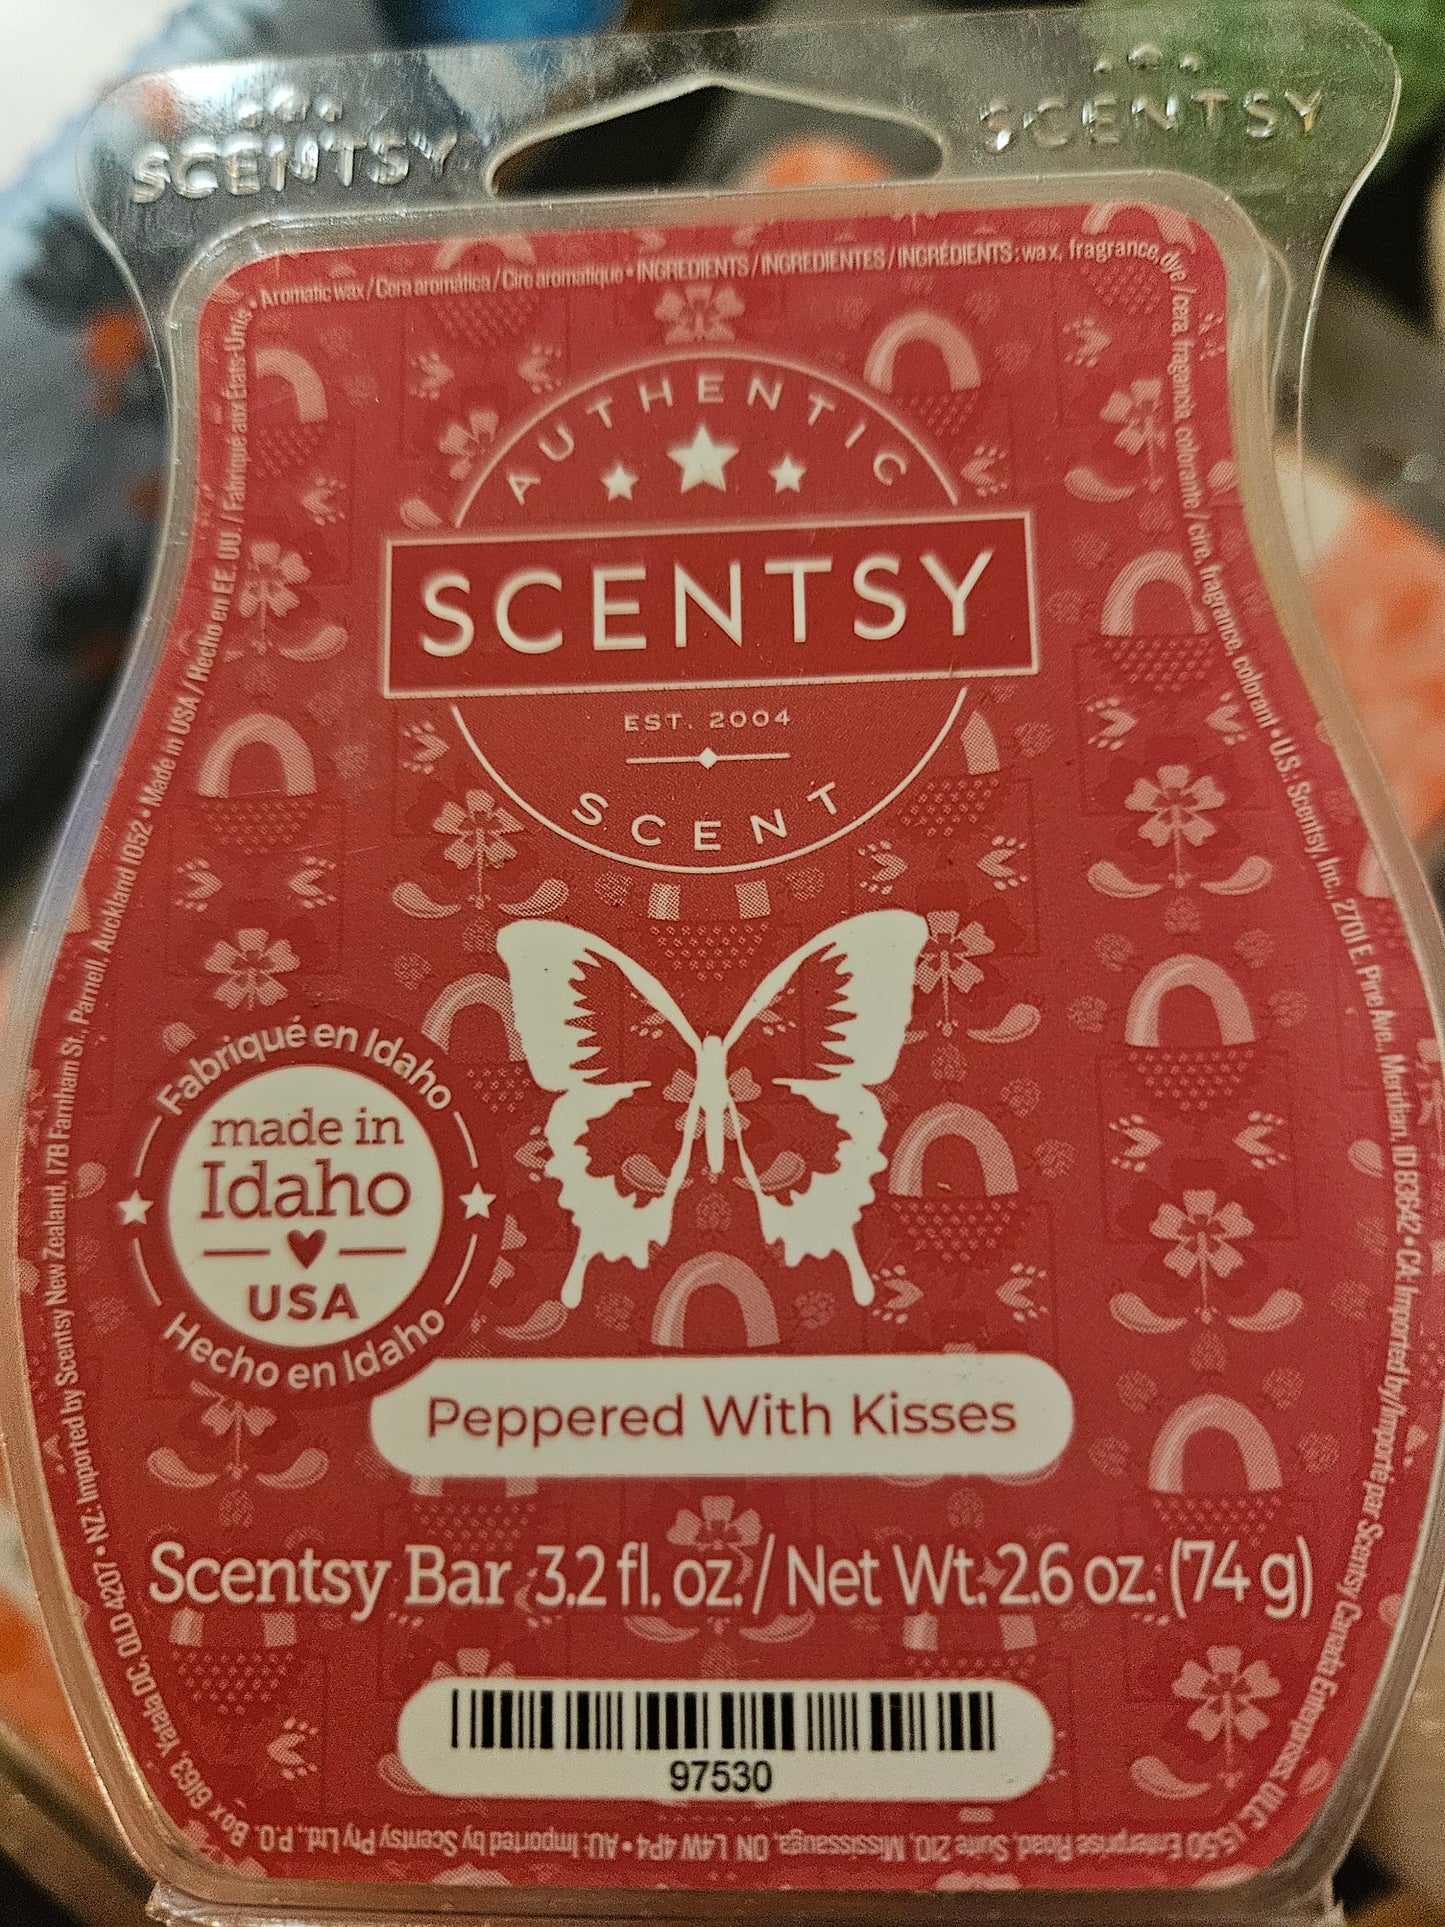 SCENTSY
SCENTSY
Aromatic wax / Cera aromática / Cire aromatique • INGREDIENTS / INGREDIENTES / INGRÉDIENTS : wax, fragrance, dye / cera, fragancia, colorante / cire, fragrance, colorant • U.S.: Scentsy, Inc., 2701 E. Pine Ave., Meridian, ID 83642 • CA: Imported by/Importé par Scentsy Canada Enterprises, ULC, 1550 Enterprise Road, Suite 210, Mississauga, ON L4W 4P4 • AU: Imported by Scentsy Pty Ltd., P.O. Box 6163, Yatala DC, QLD 4207 • NZ: Imported by Scentsy New Zealand, 17B Farnham St., Parnell, Auckland 1052 • Made in USA / Hecho en EE. UU. / Fabriqué aux États-Unis •
AUTHENTIC
SCENTSY
EST. 2004
SCENT
Fabriqué en Idaho
made in
Idaho
USA
Hecho en Idaho
Peppered With Kisses
Scentsy Bar 3.2 fl. oz. / Net Wt. 2.6 oz. (74 g)
97530